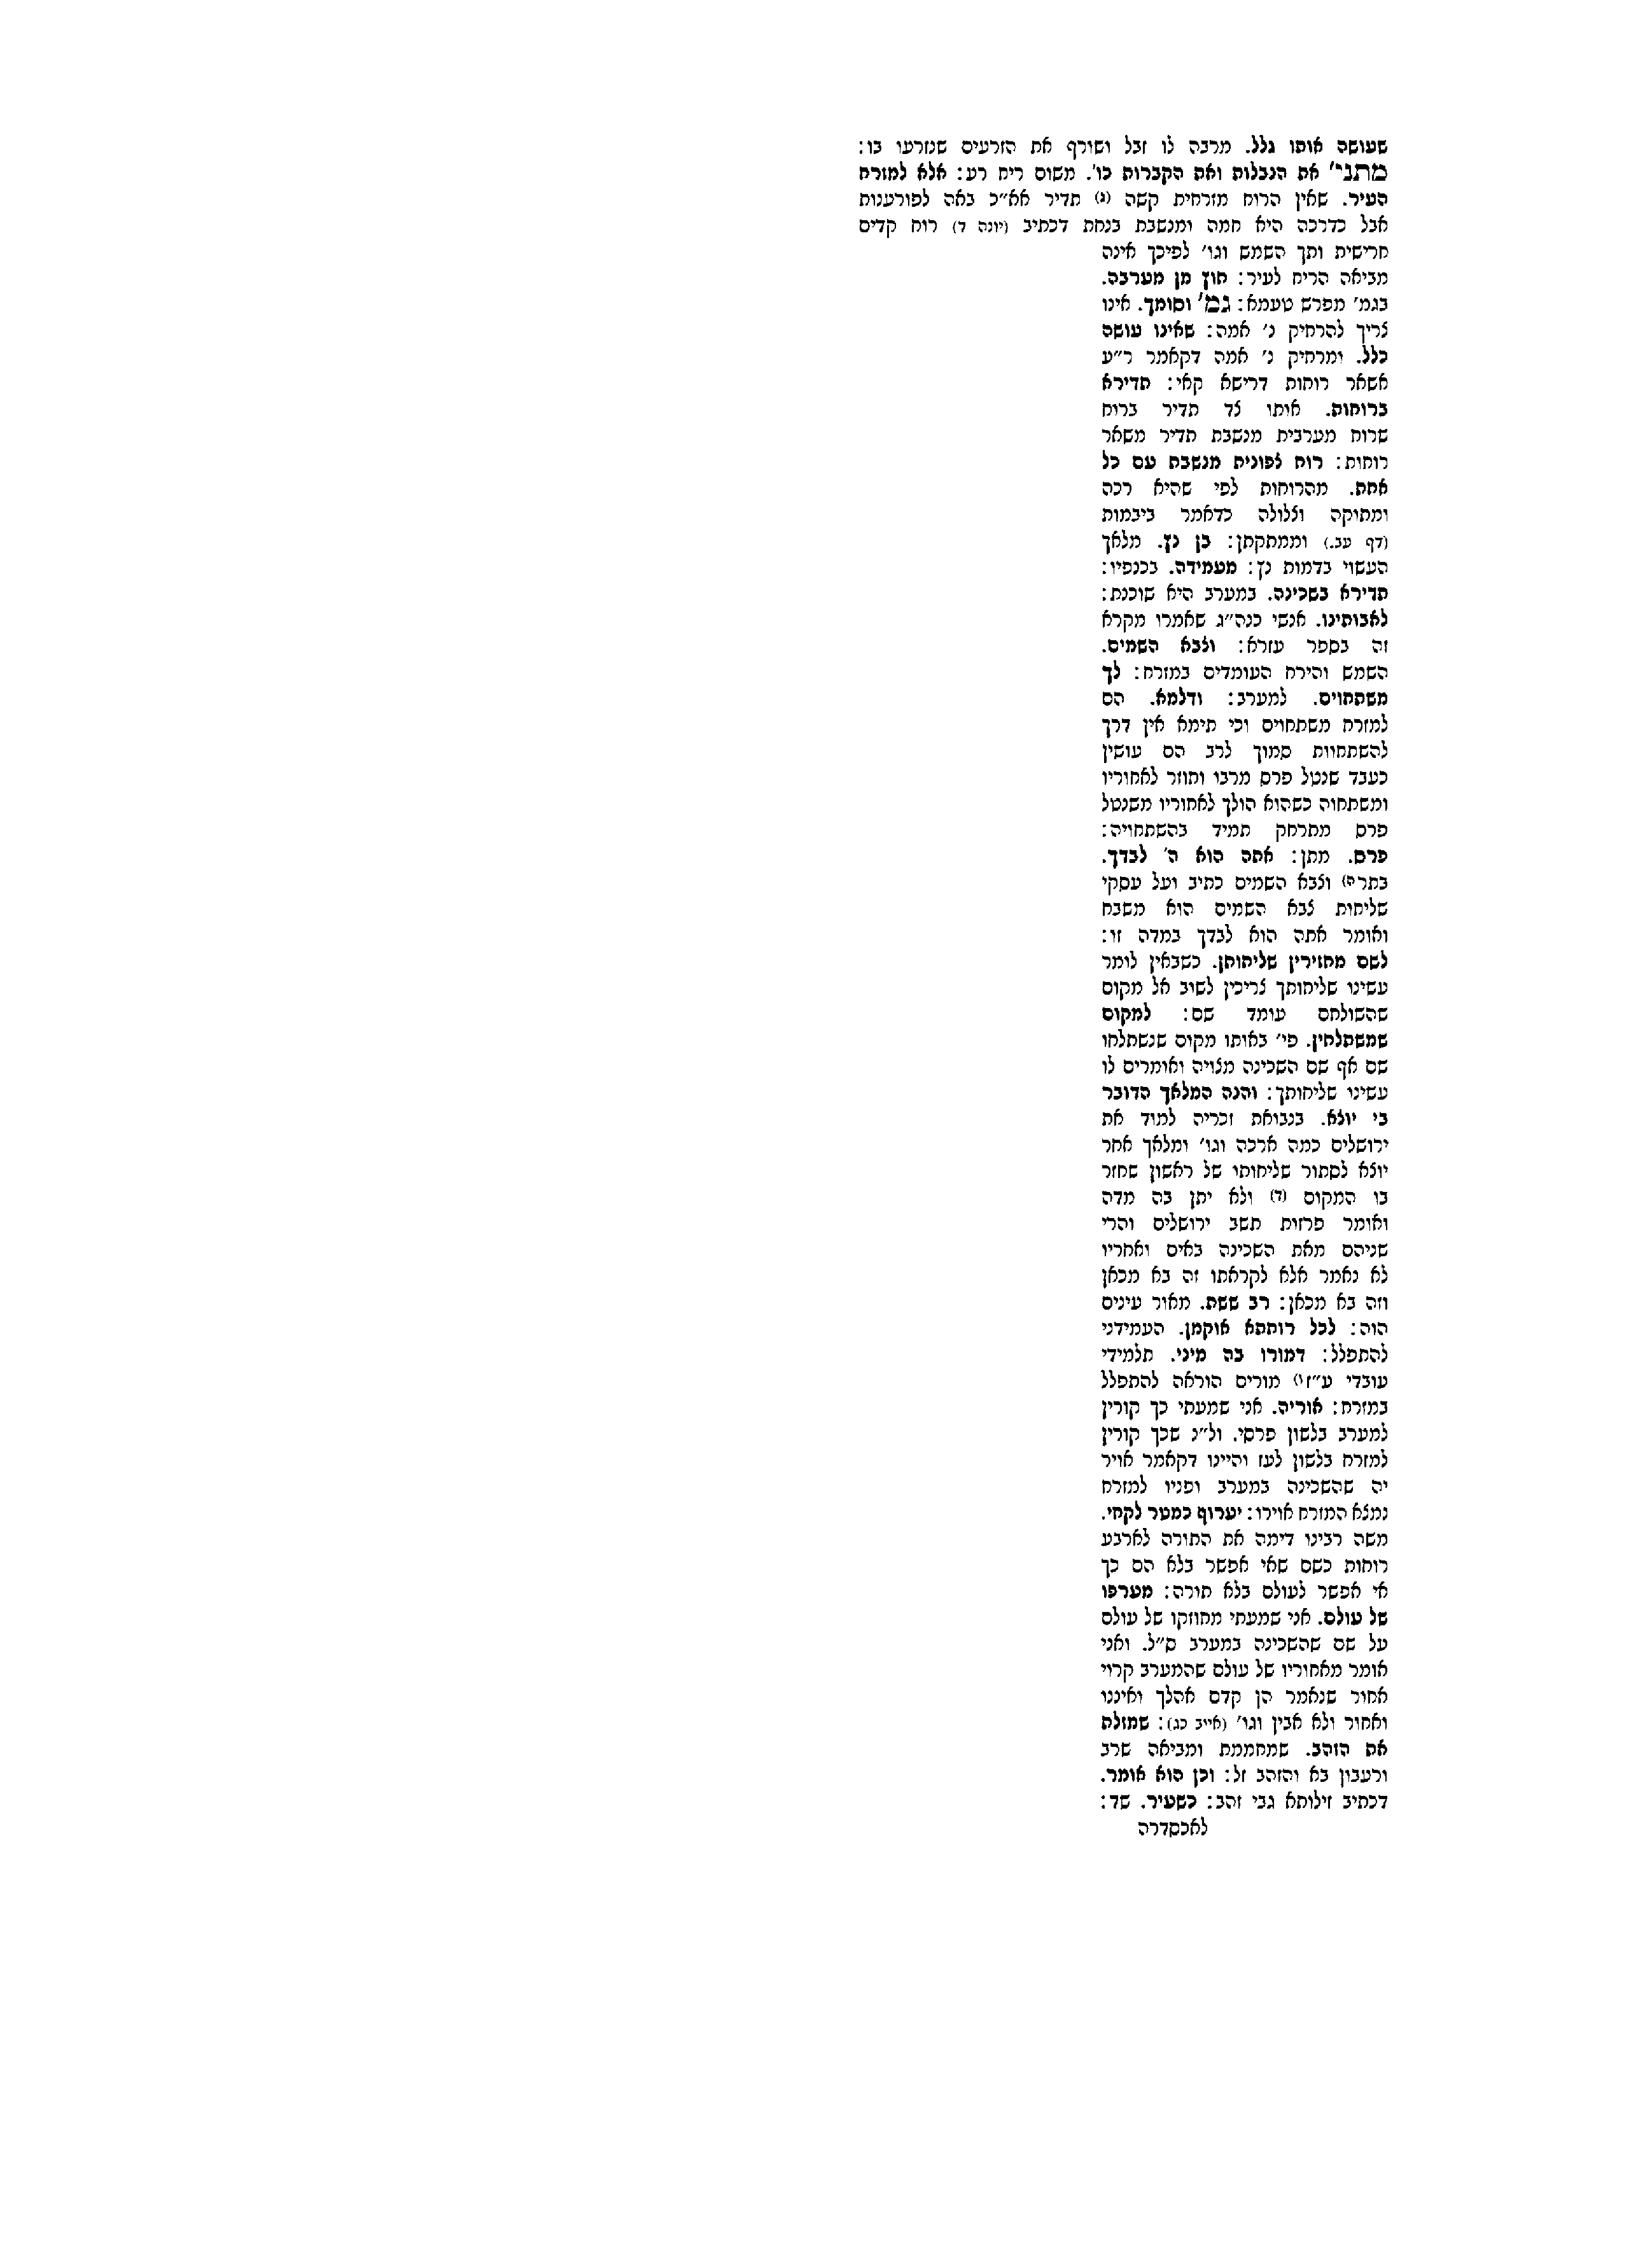 שעושה אותו גלל. מרבה לו זבל ושורף את הזרעים שנזרעו בו:
מתני׳ את הנבלות ואת הקברות כו׳. משום ריח רע: אלא למזרח
העיר. שאין הרוח מזרחית קשה (ג) תדיר אא״כ באה לפורענות
אבל כדרכה היא חמה ומנשבת בנחת דכתיב (יונה ד) רוח קדים
חרישית ותך השמש וגו׳ לפיכך אינה
מביאה הריח לעיר: חוץ מן מערבה.
בגמ׳ מפרש טעמא: גמ׳ וסומך. אינו
צריך להרחיק נ׳ אמה: שאינו עושה
כלל. ומרחיק נ׳ אמה דקאמר ר״ע
אשאר רוחות דרישא קאי: תדירא
ברוחות. אותו צד תדיר ברוח
שרוח מערבית מנשבת תדיר משאר
רוחות: רוח צפונית מנשבת עם כל
אחת. מהרוחות לפי שהיא רכה
ומתוקה וצלולה כדאמר ביבמות
(דף עב.) וממתקתן: בן נץ. מלאך
העשוי בדמות נץ: מעמידה. בכנפיו:
תדירא בשכינה. במערב היא שוכנת:
לאבותינו. אנשי כנה״ג שאמרו מקרא
זה בספר עזרא: וצבא השמים.
השמש והירח העומדים במזרח: לך
משתחוים. למערב: ודלמא. הם
למזרח משתחוים וכי תימא אין דרך
להשתחוות סמוך לרב הם עושין
כעבד שנטל פרס מרבו וחוזר לאחוריו
ומשתחוה כשהוא הולך לאחוריו משנטל
פרס מתרחק תמיד בהשתחויה:
פרס. מתן: אתה הוא ה׳ לבדך.
בתרה) וצבא השמים כתיב ועל עסקי
שליחות צבא השמים הוא משבח
ואומר אתה הוא לבדך במדה זו:
לשם מחזירין שליחותן. כשבאין לומר
עשינו שליחותך צריכין לשוב אל מקום
שהשולחם עומד שם: למקום
שמשתלחין. פי׳ באותו מקום שנשתלחו
שם אף שם השכינה מצויה ואומרים לו
עשינו שליחותך: והנה המלאך הדובר
בי יוצא. בנבואת זכריה למוד את
ירושלים כמה ארכה וגו׳ ומלאך אחר
יוצא לסתור שליחותו של ראשון שחזר
בו המקום (ד) ולא יתן בה מדה
ואומר פרזות תשב ירושלים והרי
שניהם מאת השכינה באים ואחריו
לא נאמר אלא לקראתו זה בא מכאן
וזה בא מכאן: רב ששת. מאור עינים
הוה: לכל רוחתא אוקמן. העמידני
להתפלל: דמורו בה מיני. תלמידי
עובדי ע״ז ו) מורים הוראה להתפלל
במזרח: אוריה. אני שמעתי כך קורין
למערב בלשון פרסי. ול״נ שכך קורין
למזרח בלשון לעז והיינו דקאמר אויר
יה שהשכינה במערב ופניו למזרח
נמצא המזרח אוירו: יערוף כמטר לקחי.
משה רבינו דימה את התורה לארבע
רוחות כשם שאי אפשר בלא הם כך
אי אפשר לעולם בלא תורה: מערפו
של עולם. אני שמעתי מחוזקו של עולם
על שם שהשכינה במערב ס״ל. ואני
אומר מאחוריו של עולם שהמערב קרוי
אחור שנאמר הן קדם אהלך ואיננו
ואחור ולא אבין וגו׳ (אייב כג): שמזלת
את הזהב. שמחממת ומביאה שרב
ורעבון בא והזהב זל: וכן הוא אומר.
דכתיב זילותא גבי זהב: כשעיר. שד:
לאכסדרה